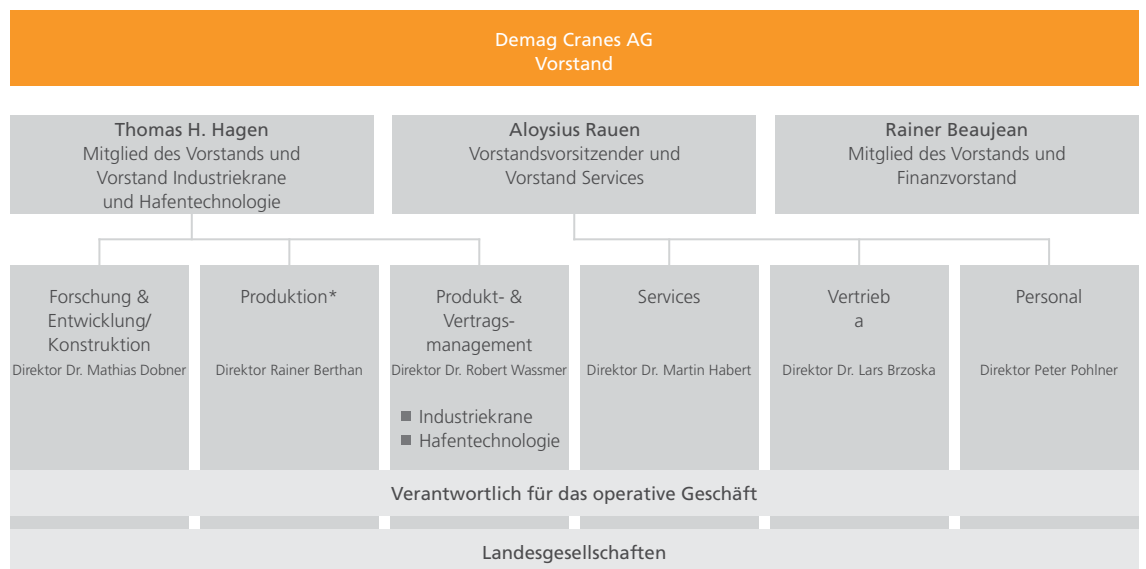 Demag Cranes AG
Vorstand
Thomas H. Hagen
Mitglied des Vorstands und
Vorstand Industriekrane
und Hafentechnologie
Aloysius Rauen
Vorstandsvorsitzender und
Vorstand Services
Rainer Beaujean
Mitglied des Vorstands und
Finanzvorstand
Forschung &
Entwicklung/
Konstruktion
Direktor Dr. Mathias Dobner
Produktion*
Direktor Rainer Berthan
Produkt- &
Vertrags-
management
Direktor Dr. Robert Wassmer
Industriekrane
Hafentechnologie
Services
Direktor Dr. Martin Habert
Vertrieb
a
Direktor Dr. Lars Brzoska
Personal
Direktor Peter Pohlner
Verantwortlich für das operative Geschäft
Landesgesellschaften